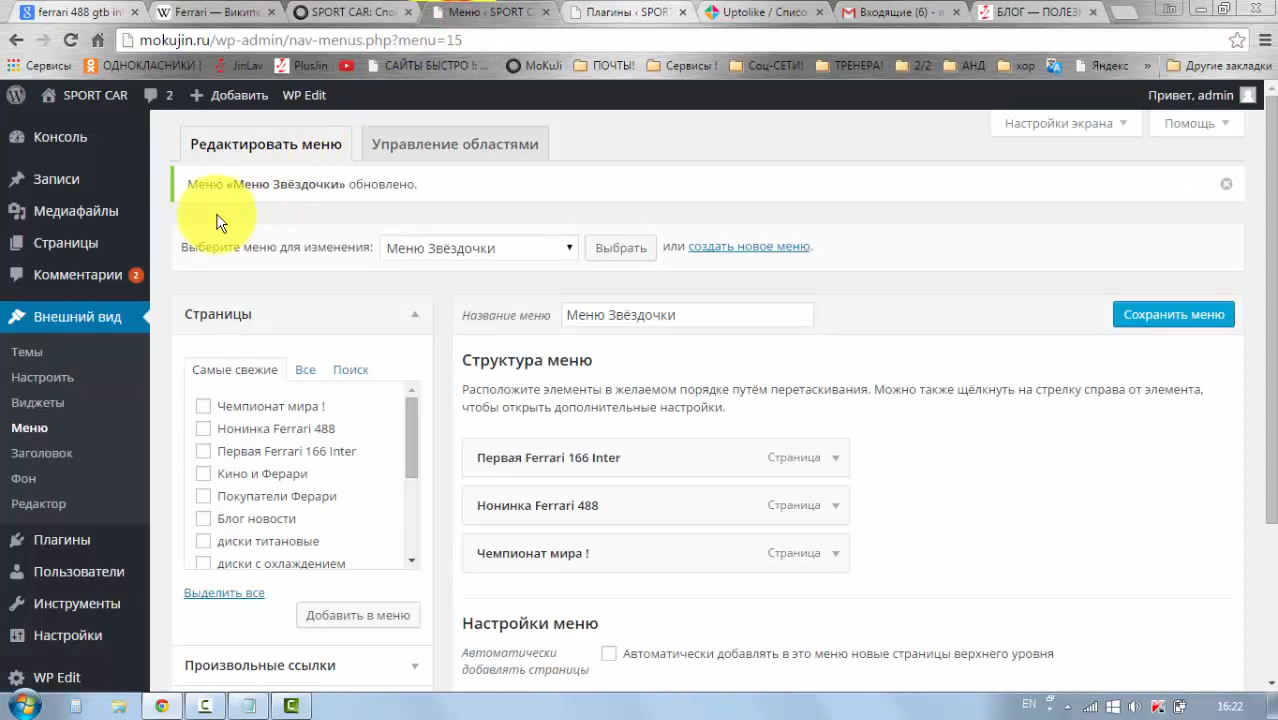 ferrari 488 gtb inf
Ferrari — Википе
SPORT CAR: Спо
Меню ‹ SPORT C
Плагины ‹ SPORT
Uptolike / Список
Входящие (6) - m
БЛОГ — ПОЛЕЗН
mokujin.ru/wp-admin/nav-menus.php?menu=15
Сервисы
ОДНОКЛАСНИКИ !
JinLav
PlusJin
САЙТЫ БЫСТРО !:
MoKuJi
ПОЧТЫ!
Сервисы !
Соц-СЕТИ!
ТРЕНЕРА!
2/2
АНД
хор
Яндекс
»
Другие закладки
SPORT CAR
2
Добавить
WP Edit
Привет, admin
Консоль
Записи
Медиафайлы
Страницы
Комментарии 2
Внешний вид
Темы
Настроить
Виджеты
Меню
Заголовок
Фон
Редактор
Плагины
Пользователи
Инструменты
Настройки
WP Edit
Настройки экрана
Помощь
Редактировать меню
Управление областями
Меню «Меню Звёздочки» обновлено.
Выберите меню для изменения: Меню Звёздочки Выбрать или создать новое меню.
Страницы
Самые свежие Все Поиск
Чемпионат мира !
Нонинка Ferrari 488
Первая Ferrari 166 Inter
Кино и Ферари
Покупатели Ферари
Блог новости
диски титановые
диски с охлаждением
Выделить все
Добавить в меню
Произвольные ссылки
Название меню Меню Звёздочки
Сохранить меню
Структура меню
Расположите элементы в желаемом порядке путём перетаскивания. Можно также щёлкнуть на стрелку справа от элемента,
чтобы открыть дополнительные настройки.
Первая Ferrari 166 Inter Страница
Нонинка Ferrari 488 Страница
Чемпионат мира ! Страница
Настройки меню
Автоматически
добавлять страницы
Автоматически добавлять в это меню новые страницы верхнего уровня
EN
16:22